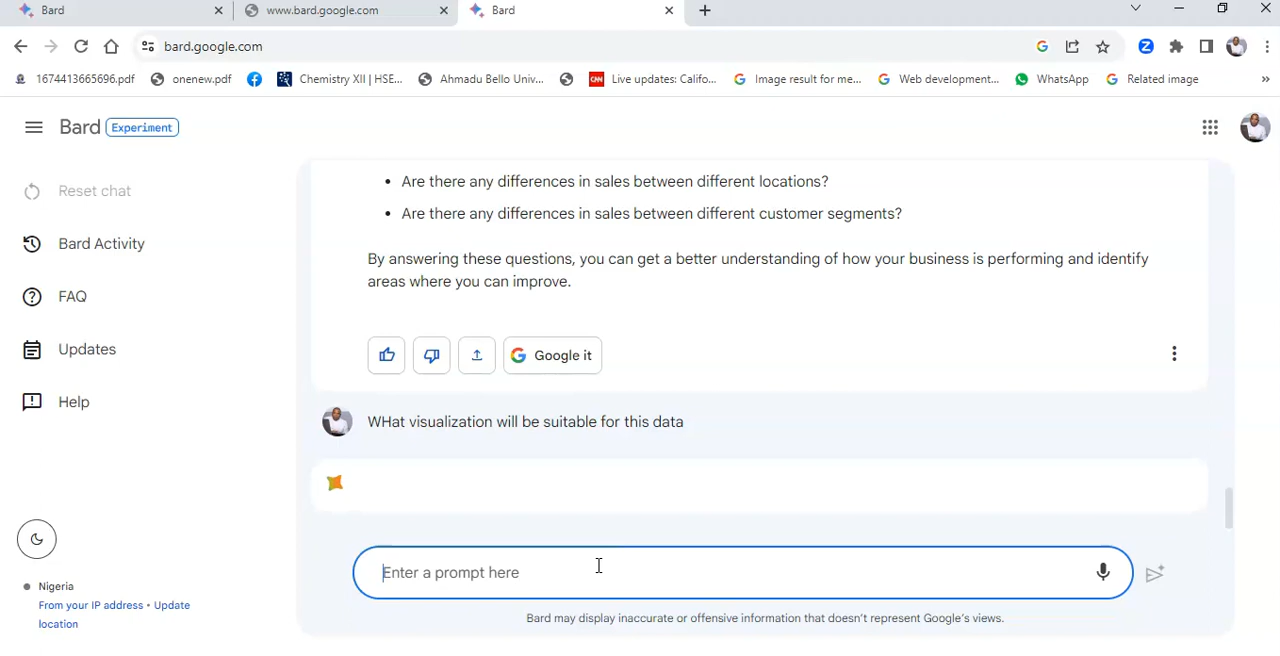 Bard
www.bard.google.com
Bard
bard.google.com
1674413665696.pdf
onenew.pdf
Chemistry XII | HSE...
Ahmadu Bello Univ...
CNN
Live updates: Califo...
Image result for me...
Web development...
WhatsApp
Related image
»
Bard Experiment
Reset chat
Bard Activity
FAQ
Updates
Help
Nigeria
From your IP address • Update
location
• Are there any differences in sales between different locations?
• Are there any differences in sales between different customer segments?
By answering these questions, you can get a better understanding of how your business is performing and identify
areas where you can improve.
Google it
WHat visualization will be suitable for this data
Enter a prompt here
Bard may display inaccurate or offensive information that doesn't represent Google's views.